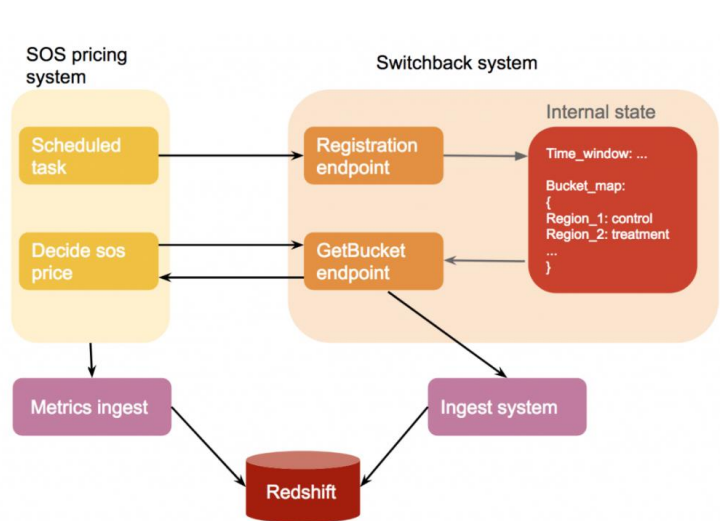 SOS pricing
system
Switchback system
Internal state
Scheduled
task
Registration
endpoint
Time_window: ...
Bucket_map:
{
Region_1: control
Region_2: treatment
...
}
Decide sos
price
GetBucket
endpoint
Metrics ingest
Ingest system
Redshift